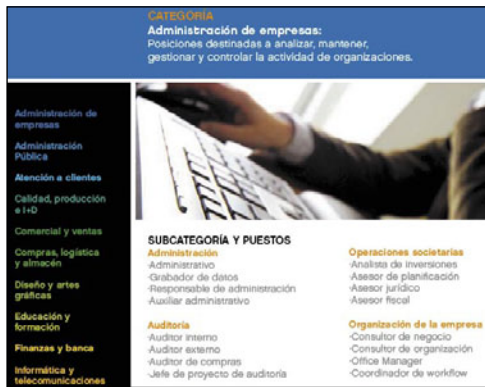 CATEGORÍA
Administración de empresas:
Posiciones destinadas a analizar, mantener,
gestionar y controlar la actividad de organizaciones.
Administración de
empresas
Administración
Pública
Atención a clientes
Calidad, producción
e I+D
Comercial y ventas
Compras, logística
y almacén
Diseño y artes
gráficas
Educación y
formación
Finanzas y banca
Informática y
telecomunicaciones
SUBCATEGORÍA Y PUESTOS
Administración
·Administrativo
·Grabador de datos
·Responsable de administración
·Auxiliar administrativo
Auditoría
·Auditor interno
·Auditor externo
·Auditor de compras
·Jefe de proyecto de auditoría
Operaciones societarias
·Analista de inversiones
·Asesor de planificación
·Asesor jurídico
·Asesor fiscal
Organización de la empresa
·Consultor de negocio
·Consultor de organización
·Office Manager
·Coordinador de workflow